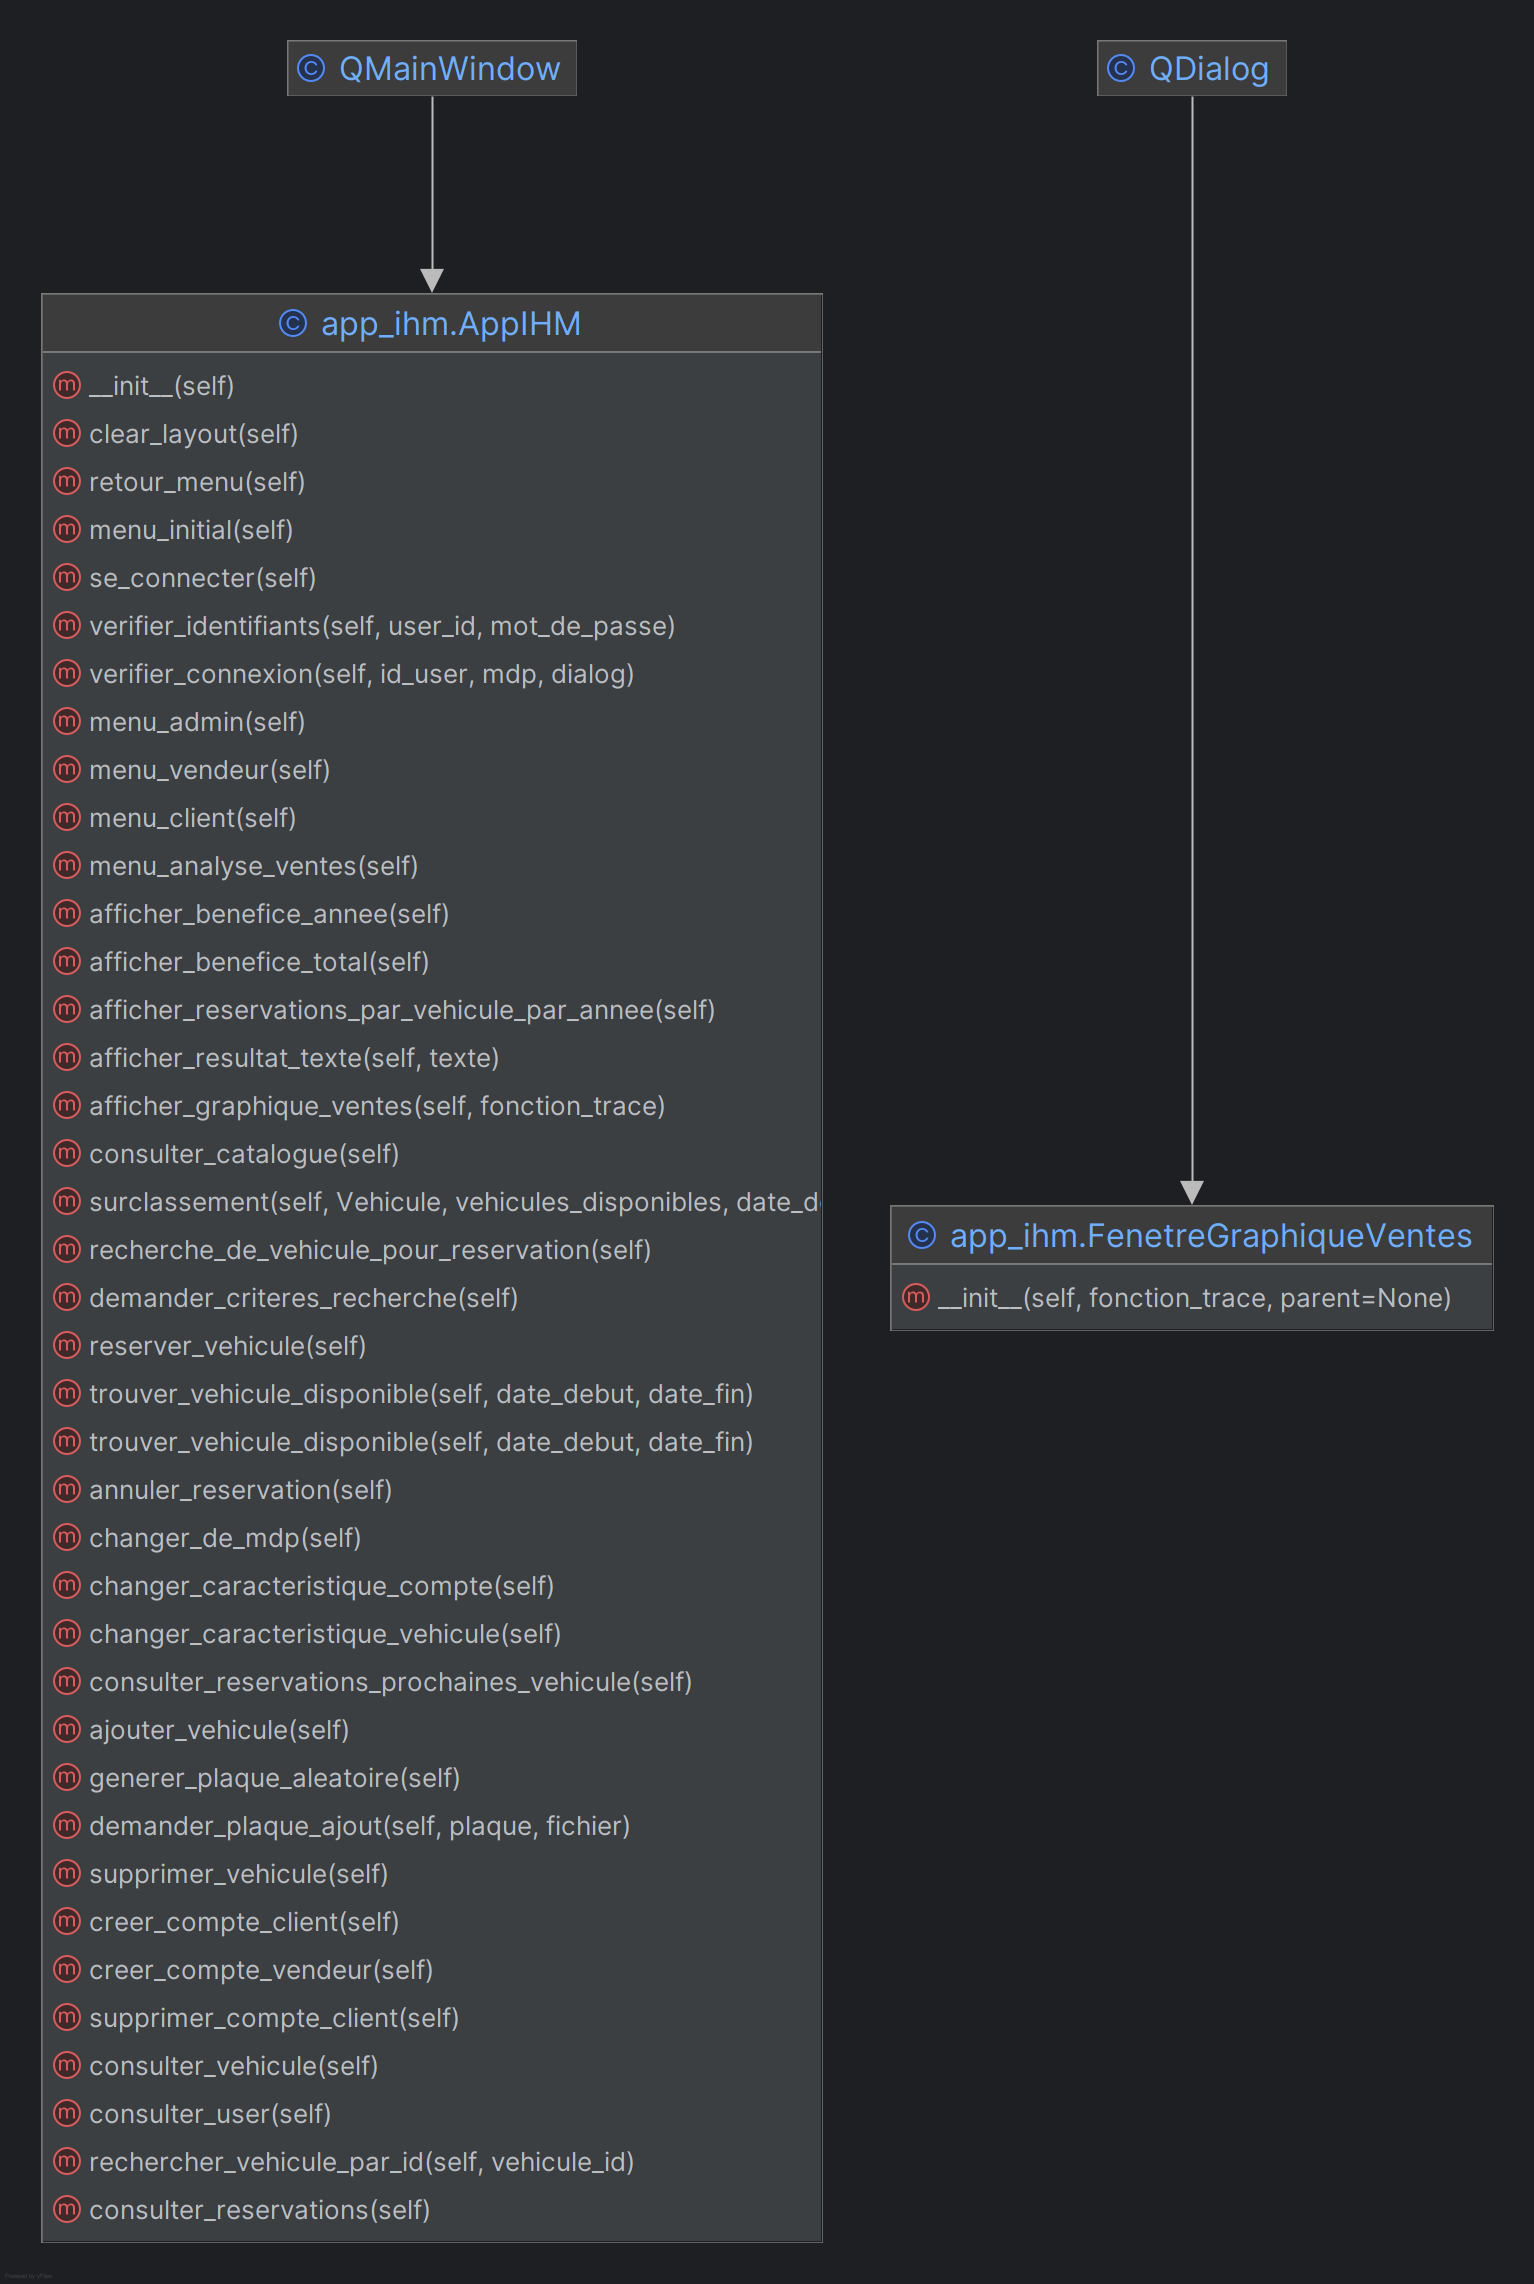 QMainWindow
QDialog
app_ihm.AppIHM
__init__(self)
clear_layout(self)
retour_menu(self)
menu_initial(self)
se_connecter(self)
verifier_identifiants(self, user_id, mot_de_passe)
verifier_connexion(self, id_user, mdp, dialog)
menu_admin(self)
menu_vendeur(self)
menu_client(self)
menu_analyse_ventes(self)
afficher_benefice_annee(self)
afficher_benefice_total(self)
afficher_reservations_par_vehicule_par_annee(self)
afficher_resultat_texte(self, texte)
afficher_graphique_ventes(self, fonction_trace)
consulter_catalogue(self)
surclassement(self, Vehicule, vehicules_disponibles, date_d
recherche_de_vehicule_pour_reservation(self)
demander_criteres_recherche(self)
reserver_vehicule(self)
trouver_vehicule_disponible(self, date_debut, date_fin)
trouver_vehicule_disponible(self, date_debut, date_fin)
annuler_reservation(self)
changer_de_mdp(self)
changer_caracteristique_compte(self)
changer_caracteristique_vehicule(self)
consulter_reservations_prochaines_vehicule(self)
ajouter_vehicule(self)
generer_plaque_aleatoire(self)
demander_plaque_ajout(self, plaque, fichier)
supprimer_vehicule(self)
creer_compte_client(self)
creer_compte_vendeur(self)
supprimer_compte_client(self)
consulter_vehicule(self)
consulter_user(self)
rechercher_vehicule_par_id(self, vehicule_id)
consulter_reservations(self)
app_ihm.FenetreGraphiqueVentes
__init__(self, fonction_trace, parent=None)
Powered by yFiles